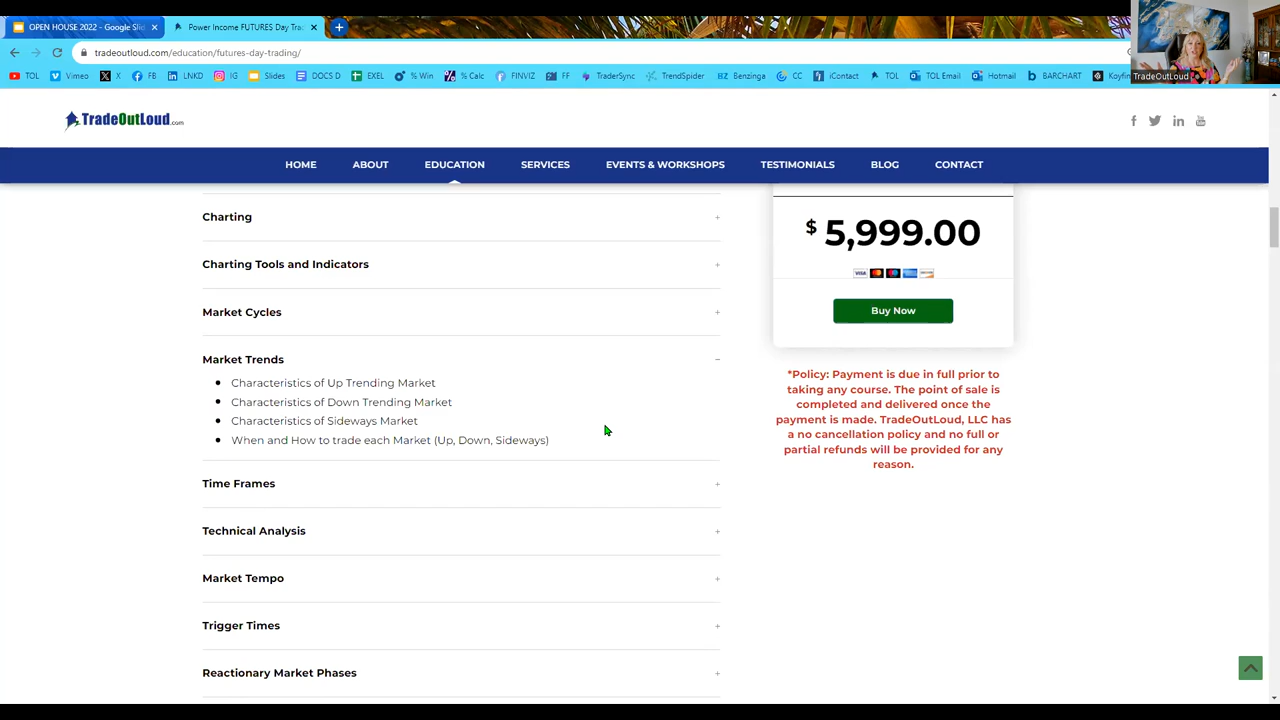 OPEN HOUSE 2022 - Google Slid
Power Income FUTURES Day Tra
tradeoutloud.com/education/futures-day-trading/
TOL
Vimeo
X
FB
LNKD
IG
Slides
DOCS D
EXEL
% Win
% Calc
FINVIZ
FF
TraderSync
TrendSpider
Benzinga
CC
iContact
TOL
TOL Email
Hotmail
BARCHART
Koyfin
TradeOutLoud
TradeOutLoud.com
HOME
ABOUT
EDUCATION
SERVICES
EVENTS & WORKSHOPS
TESTIMONIALS
BLOG
CONTACT
Charting
Charting Tools and Indicators
Market Cycles
Market Trends
Characteristics of Up Trending Market
Characteristics of Down Trending Market
Characteristics of Sideways Market
When and How to trade each Market (Up, Down, Sideways)
Time Frames
Technical Analysis
Market Tempo
Trigger Times
Reactionary Market Phases
$ 5,999.00
VISA
Buy Now
*Policy: Payment is due in full prior to
taking any course. The point of sale is
completed and delivered once the
payment is made. TradeOutLoud, LLC has
a no cancellation policy and no full or
partial refunds will be provided for any
reason.